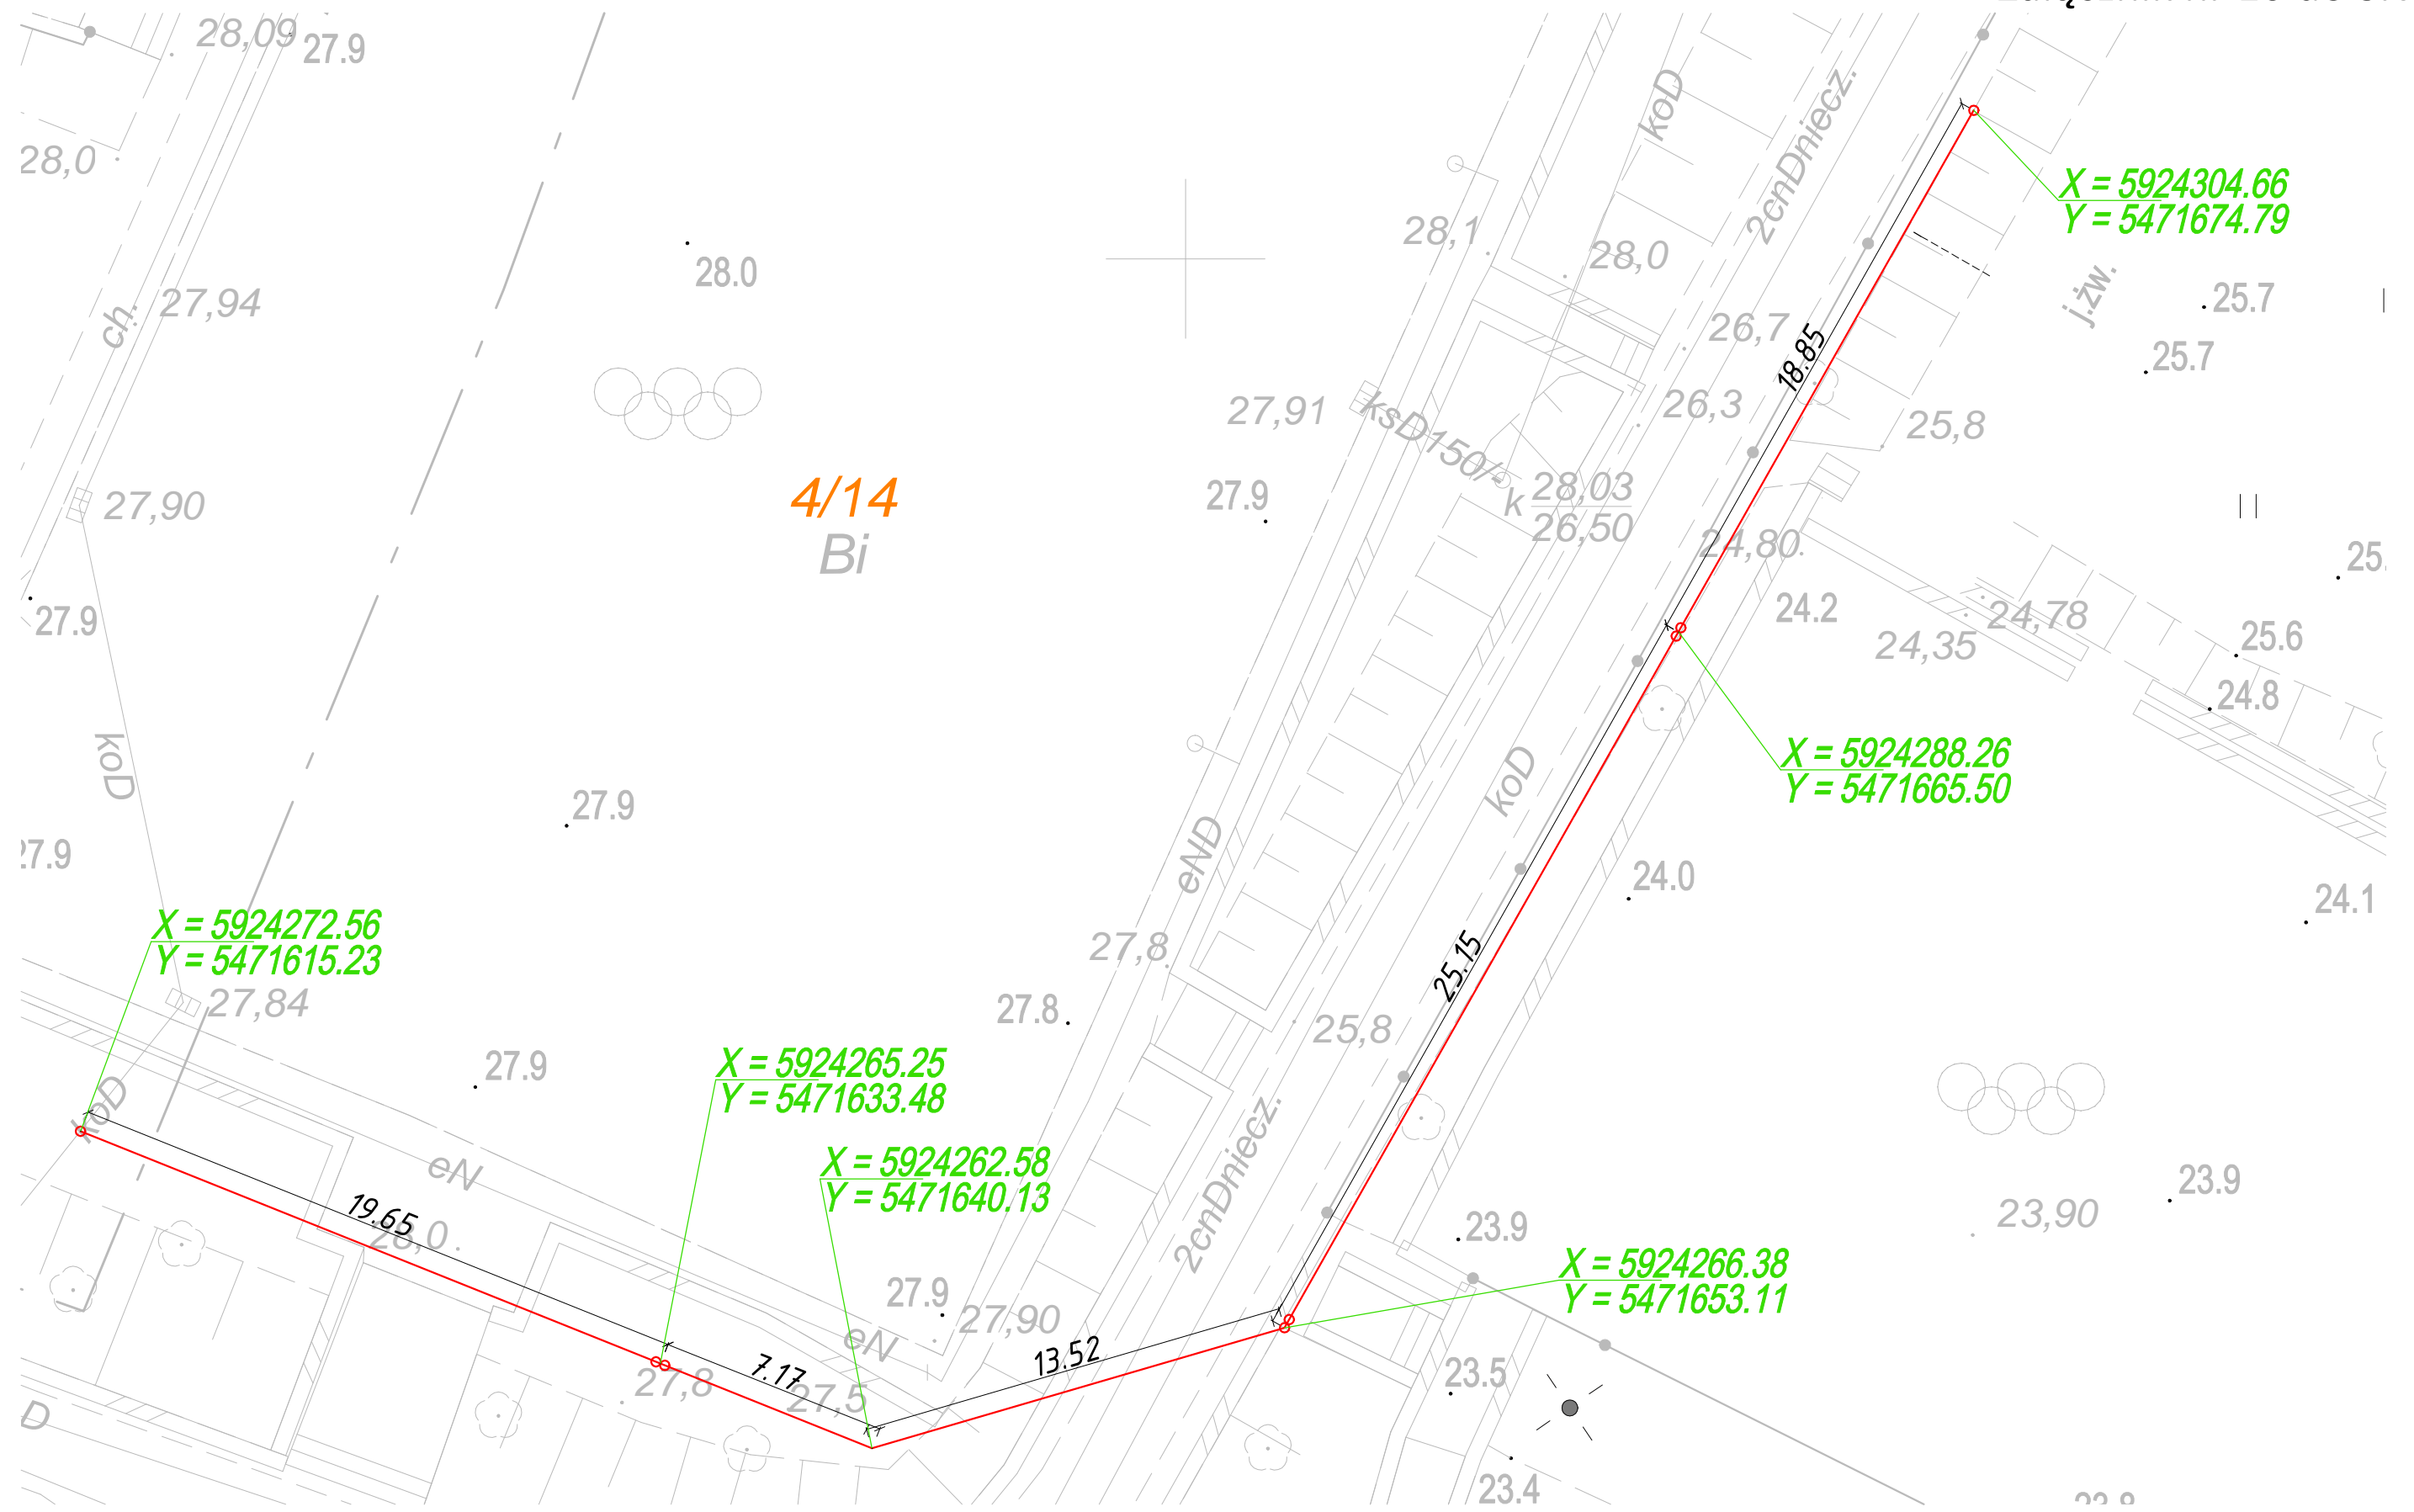 28,09
27.9
28,0
koD
2cnDniecz.
X = 5924304.66
Y = 5471674.79
28,1
28,0
28.0
ch.
27,94
j.żw.
25.7
26,7
25.7
18.85
27,91
26,3
25,8
ksD150/-
4/14
Bi
27,90
27.9
k
28,03
26,50
24,80
25.
27.9
24.2
24,78
24,35
25.6
24.8
koD
koD
X = 5924288.26
Y = 5471665.50
27.9
eND
24.0
24.1
X = 5924272.56
Y = 5471615.23
27,84
27,8
25.15
27.8
25,8
27.9
X = 5924265.25
Y = 5471633.48
koD
eN
X = 5924262.58
Y = 5471640.13
2cnDniecz.
23.9
23,90
23.9
19.65
28,0
X = 5924266.38
Y = 5471653.11
27.9
27,90
eN
13.52
7.17
27,8
27,5
23.5
D
23.4